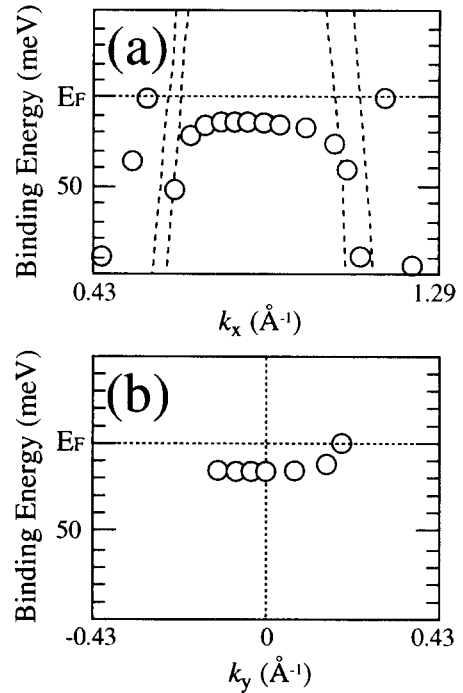 (a)
Binding Energy (meV)
EF
50
0.43
1.29
kx (Å-1)
(b)
Binding Energy (meV)
EF
50
-0.43
0
0.43
ky (Å-1)